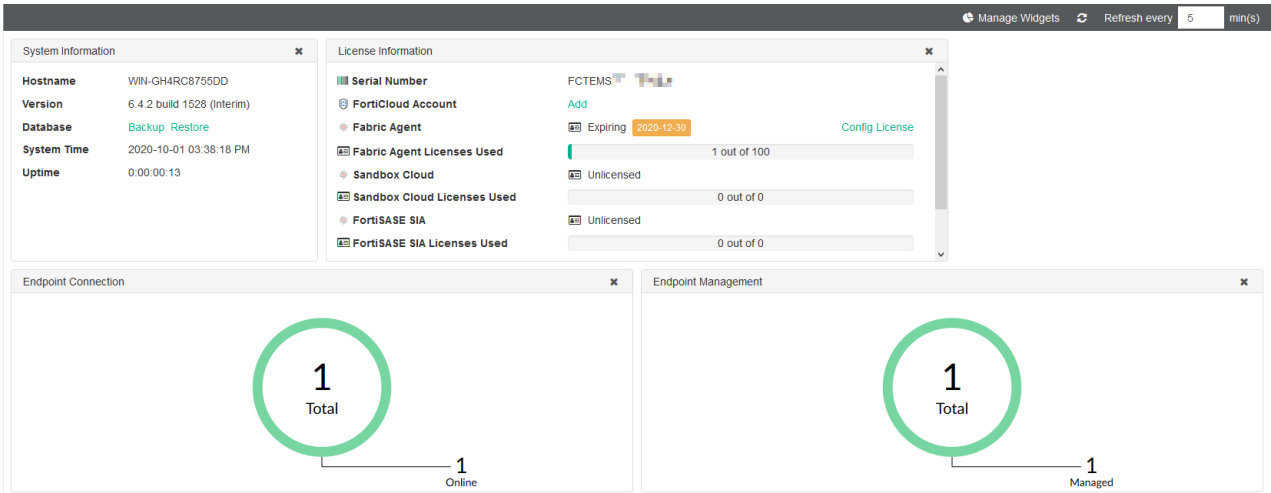 Manage Widgets Refresh every 5 min(s)
System Information
Hostname WIN-GH4RC8755DD
Version 6.4.2 build 1528 (Interim)
Database Backup Restore
System Time 2020-10-01 03:38:18 PM
Uptime 0:00:00:13
License Information
Serial Number FCTEMS
FortiCloud Account Add
Fabric Agent Expiring 2020-12-30 Config License
Fabric Agent Licenses Used 1 out of 100
Sandbox Cloud Unlicensed
Sandbox Cloud Licenses Used 0 out of 0
FortiSASE SIA Unlicensed
FortiSASE SIA Licenses Used 0 out of 0
Endpoint Connection
1
Total
1
Online
Endpoint Management
1
Total
1
Managed